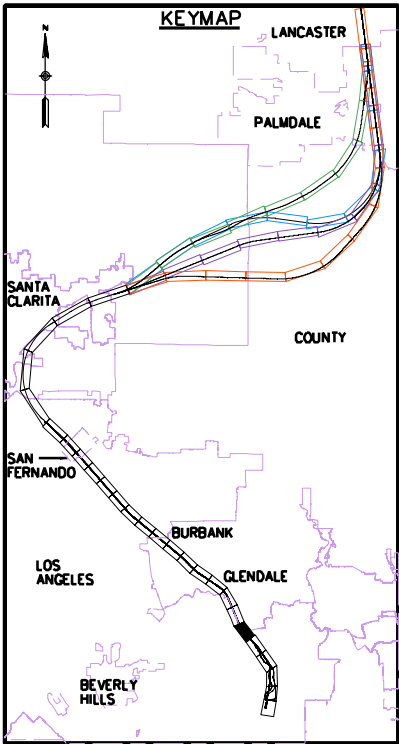 KEYMAP
LANCASTER
N
PALMDALE
SANTA
CLARITA
COUNTY
SAN
FERNANDO
BURBANK
LOS
ANGELES
GLENDALE
BEVERLY
HILLS